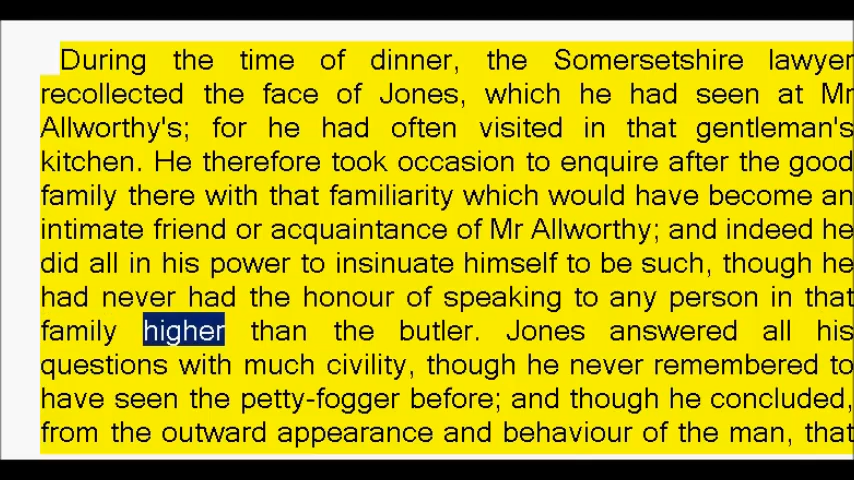 During the time of dinner, the Somersetshire lawyer
recollected the face of Jones, which he had seen at Mr
Allworthy's; for he had often visited in that gentleman's
kitchen. He therefore took occasion to enquire after the good
family there with that familiarity which would have become an
intimate friend or acquaintance of Mr Allworthy; and indeed he
did all in his power to insinuate himself to be such, though he
had never had the honour of speaking to any person in that
family higher than the butler. Jones answered all his
questions with much civility, though he never remembered to
have seen the petty-fogger before; and though he concluded,
from the outward appearance and behaviour of the man, that